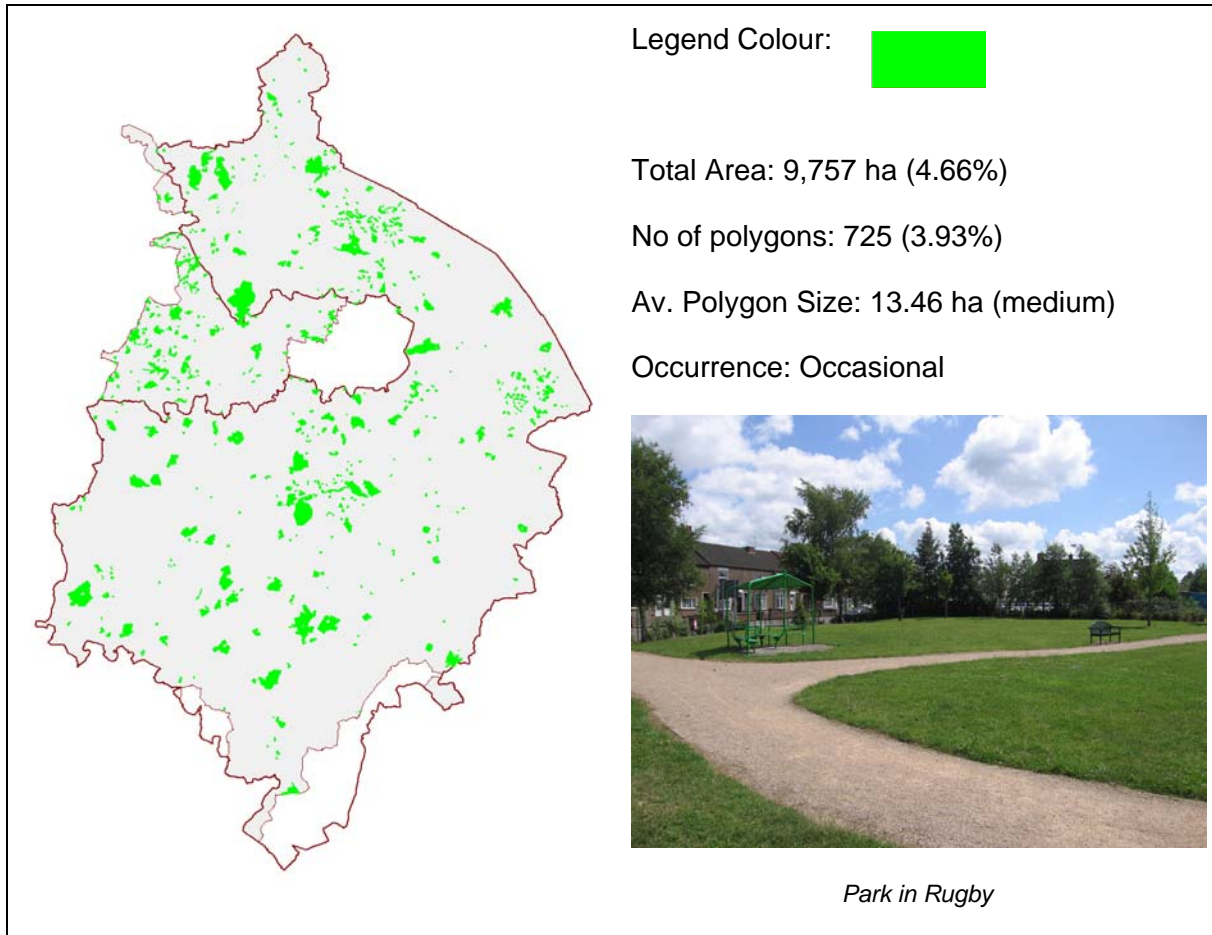 Legend Colour:
Total Area: 9,757 ha (4.66%)
No of polygons: 725 (3.93%)
Av. Polygon Size: 13.46 ha (medium)
Occurrence: Occasional
Park in Rugby